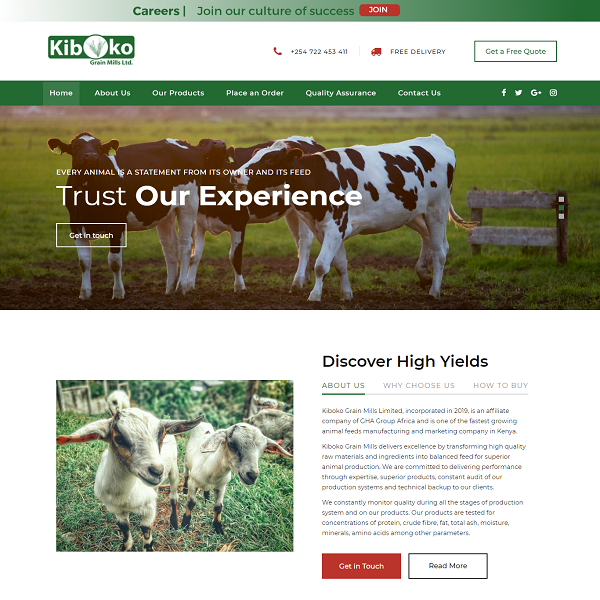 Careers | Join our culture of success JOIN
Kiboko
Grain Mills Ltd.
+254 722 453 411 FREE DELIVERY Get a Free Quote
Home About Us Our Products Place an Order Quality Assurance Contact Us
EVERY ANIMAL IS A STATEMENT FROM ITS OWNER AND ITS FEED
Trust Our Experience
Get in touch
Discover High Yields
ABOUT US WHY CHOOSE US HOW TO BUY
Kiboko Grain Mills Limited, incorporated in 2019, is an affiliate
company of GHA Group Africa and is one of the fastest growing
animal feeds manufacturing and marketing company in Kenya.
Kiboko Grain Mills delivers excellence by transforming high quality
raw materials and ingredients into balanced feed for superior
animal production. We are committed to delivering performance
through expertise, superior products, constant audit of our
production systems and technical backup to our clients.
We constantly monitor quality during all the stages of production
system and on our products. Our products are tested for
concentrations of protein, crude fibre, fat, total ash, moisture,
minerals, amino acids among other parameters.
Get in Touch Read More